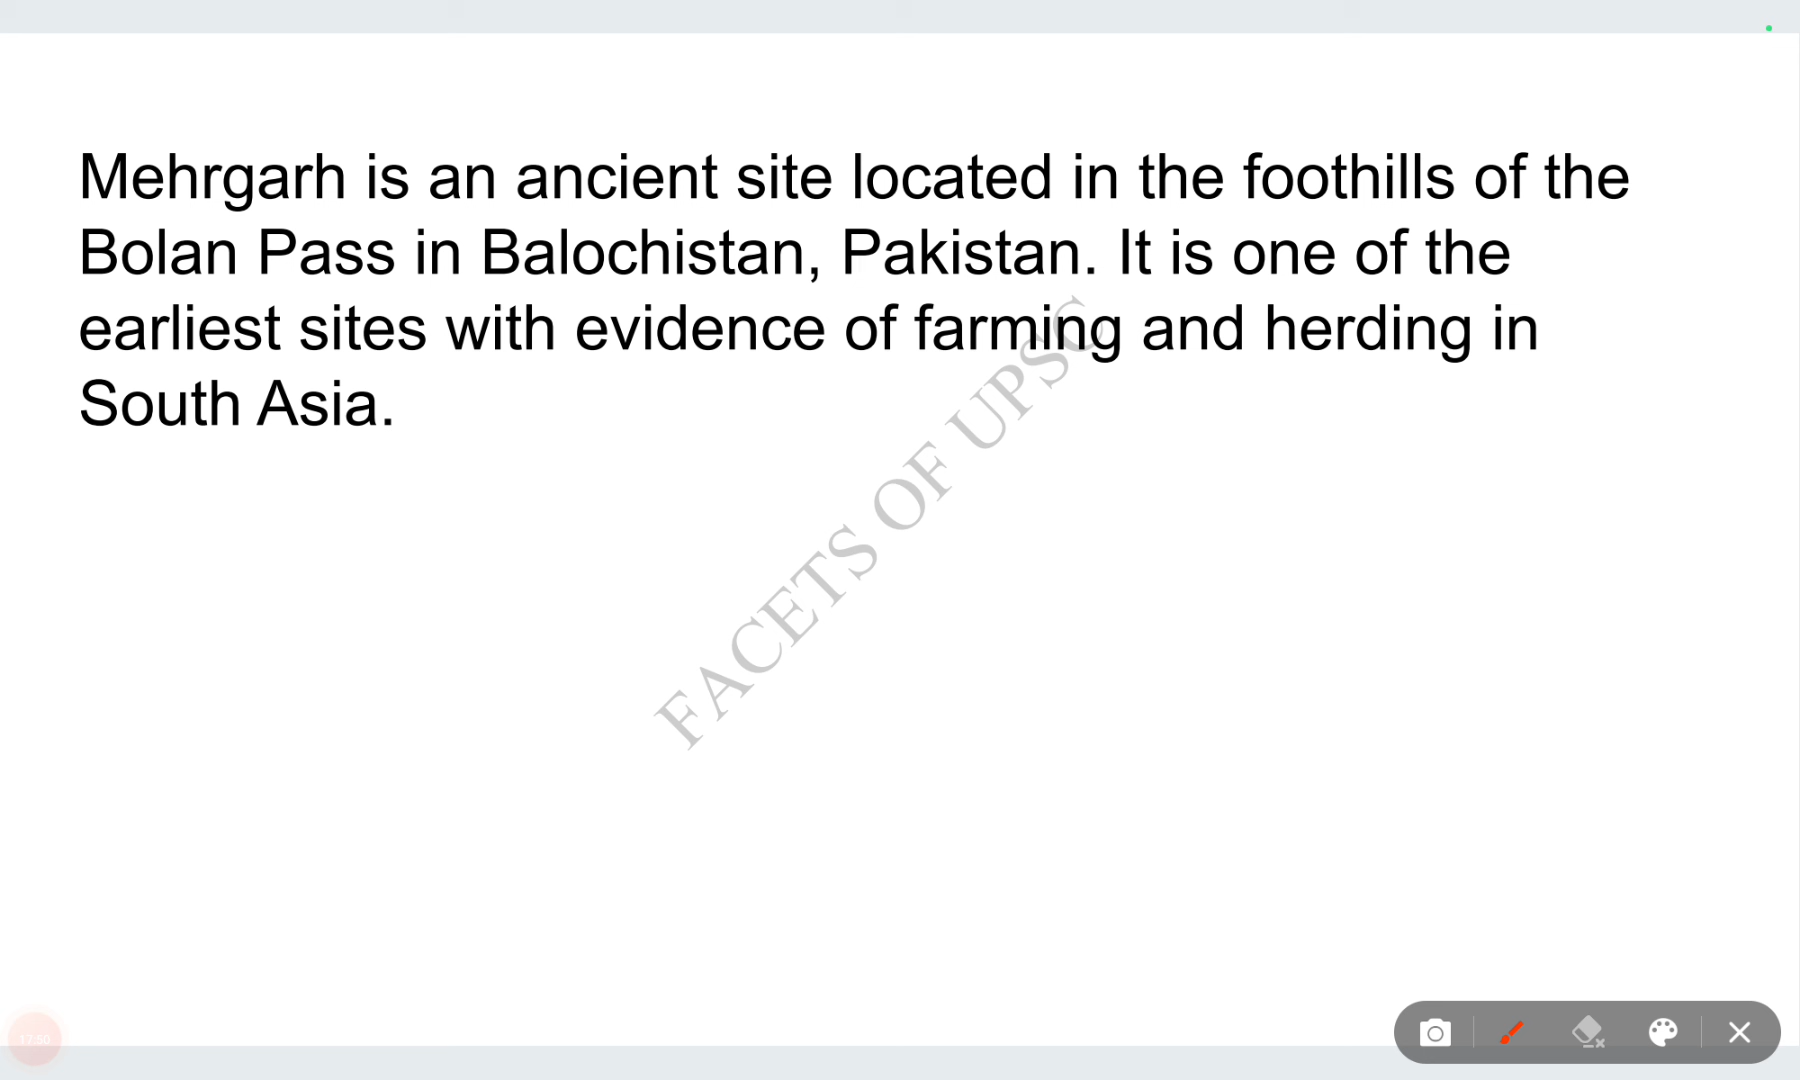 Mehrgarh is an ancient site located in the foothills of the
Bolan Pass in Balochistan, Pakistan. It is one of the
earliest sites with evidence of farming and herding in
South Asia.
FACETS OF UPSC